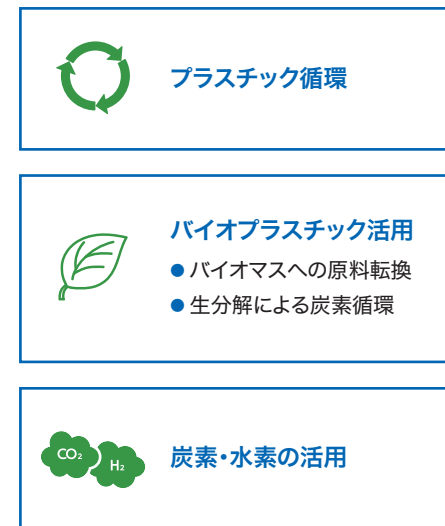 プラスチック循環
バイオプラスチック活用
● バイオマスへの原料転換
● 生分解による炭素循環
CO₂
H₂
炭素・水素の活用